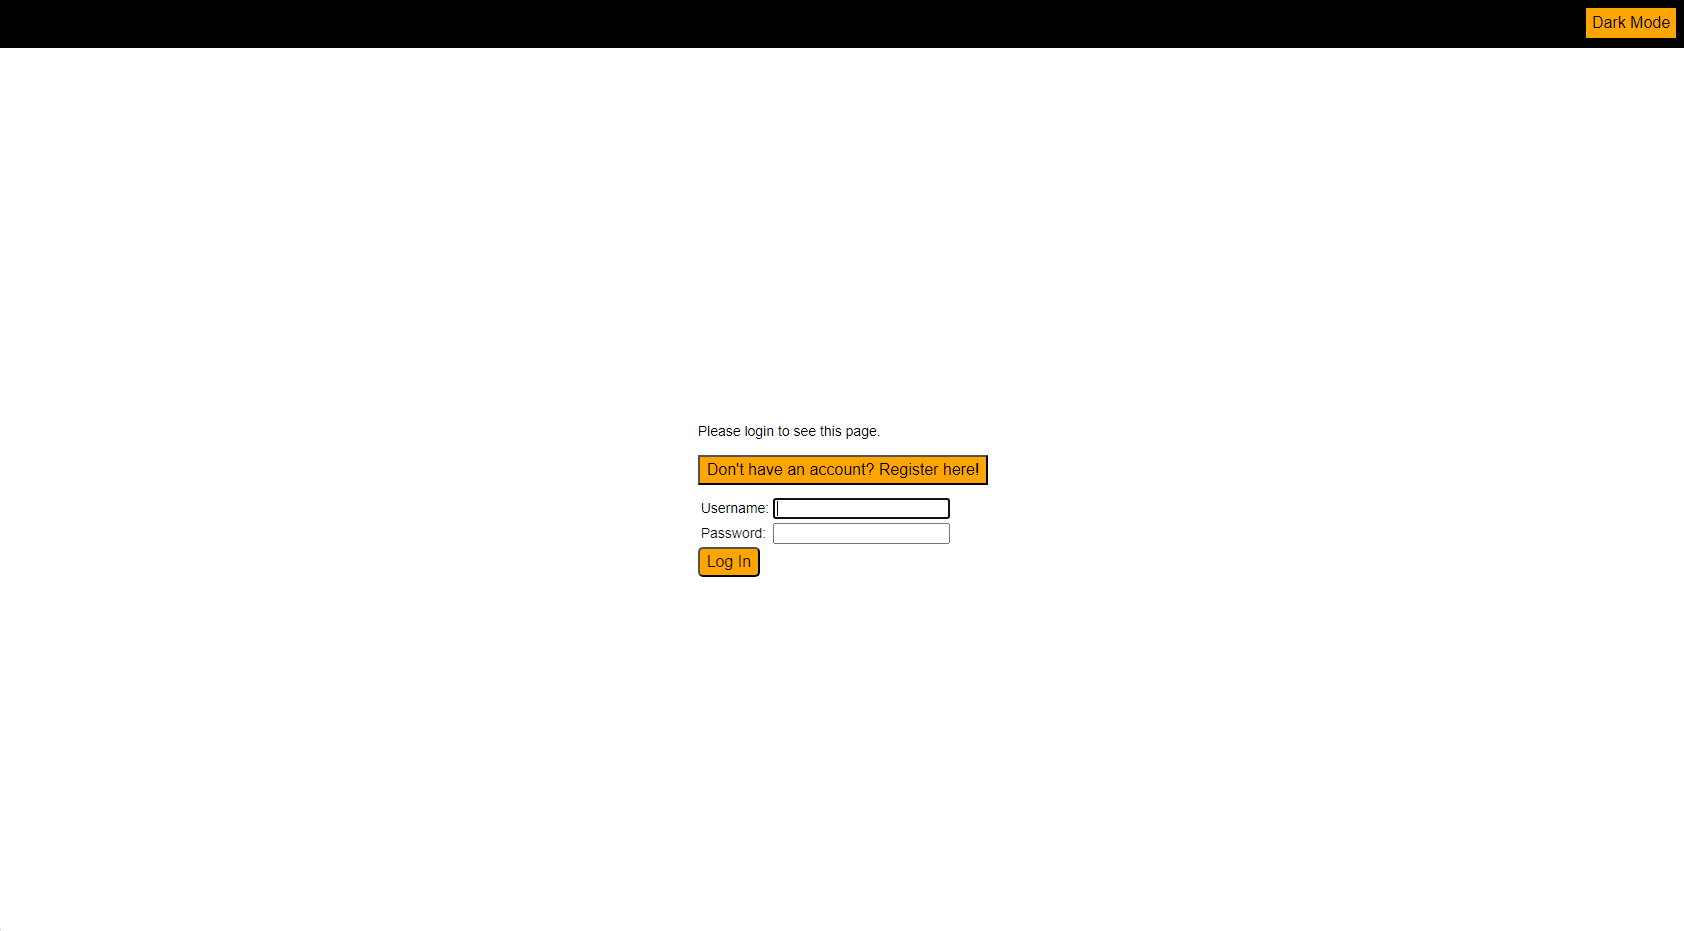 Dark Mode
Please login to see this page.
Don't have an account? Register here!
Username:
Password:
Log In